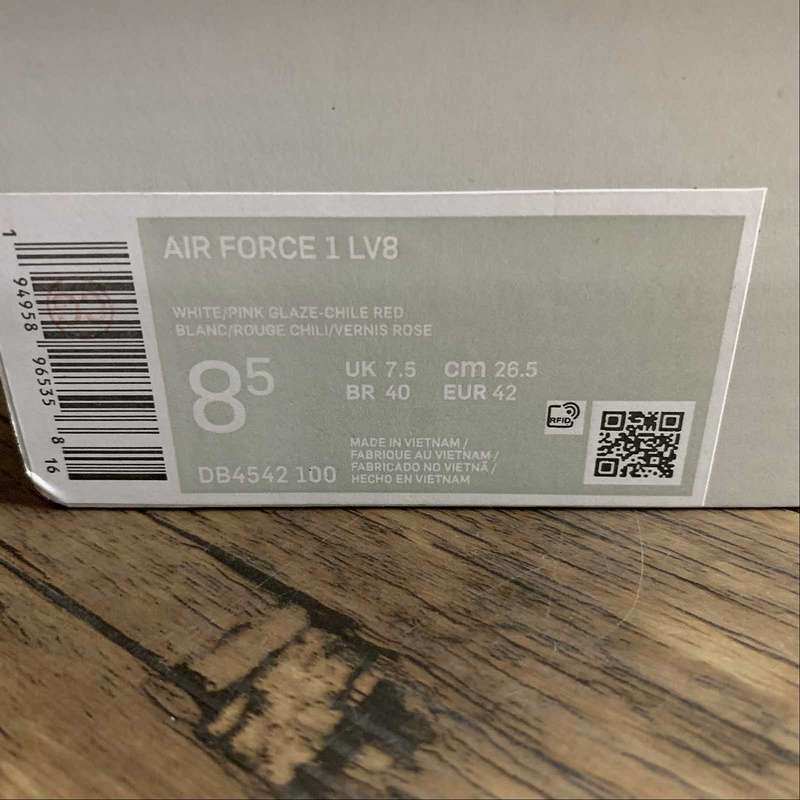 AIR FORCE 1 LV8
WHITE/PINK GLAZE-CHILE RED
BLANC/ROUGE CHILI/VERNIS ROSE
8 5
UK 7.5 cm 26.5
BR 40 EUR 42
RFID
MADE IN VIETNAM /
FABRIQUE AU VIETNAM /
FABRICADO NO VIETNÃ /
HECHO EN VIETNAM
DB4542 100
1 94958 96535 8 16